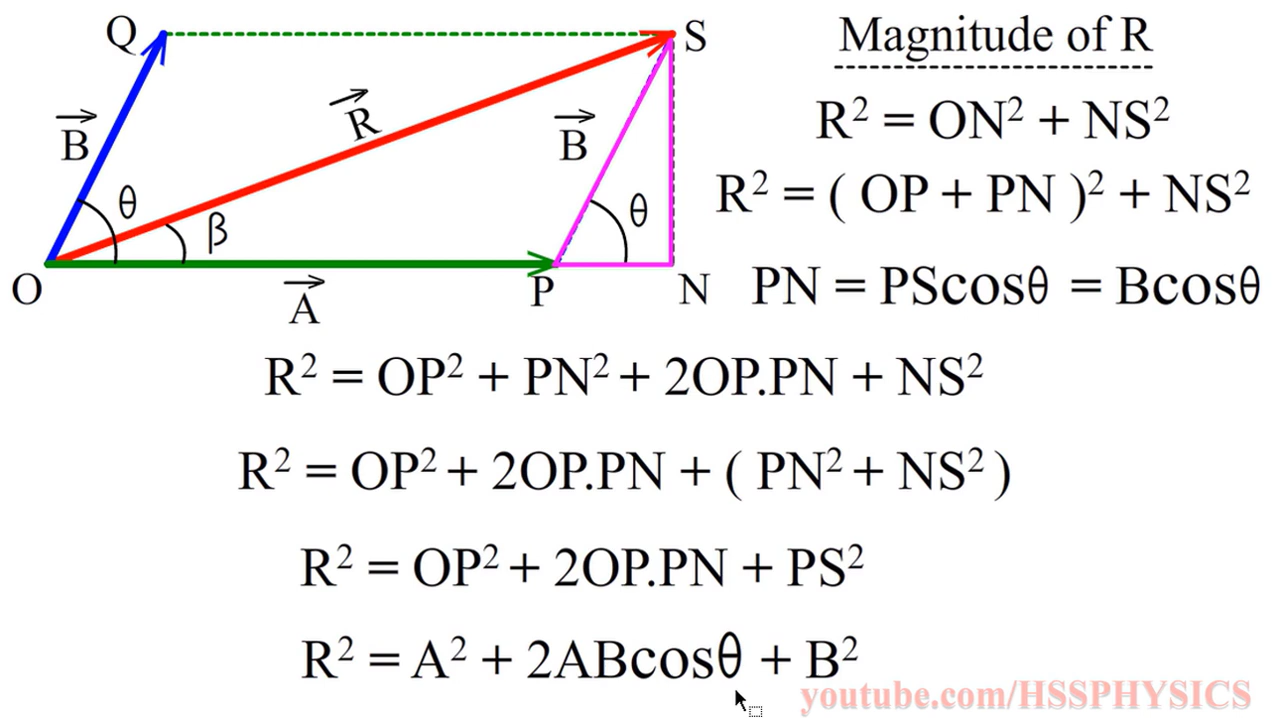 Q
S
Magnitude of R
B
R
B
R² = ON² + NS²
θ
β
θ
R² = ( OP + PN )² + NS²
O
A
P
N
PN = PScosθ = Bcosθ
R² = OP² + PN² + 2OP.PN + NS²
R² = OP² + 2OP.PN + ( PN² + NS² )
R² = OP² + 2OP.PN + PS²
R² = A² + 2ABcosθ + B²
youtube.com/HSSPHYSICS